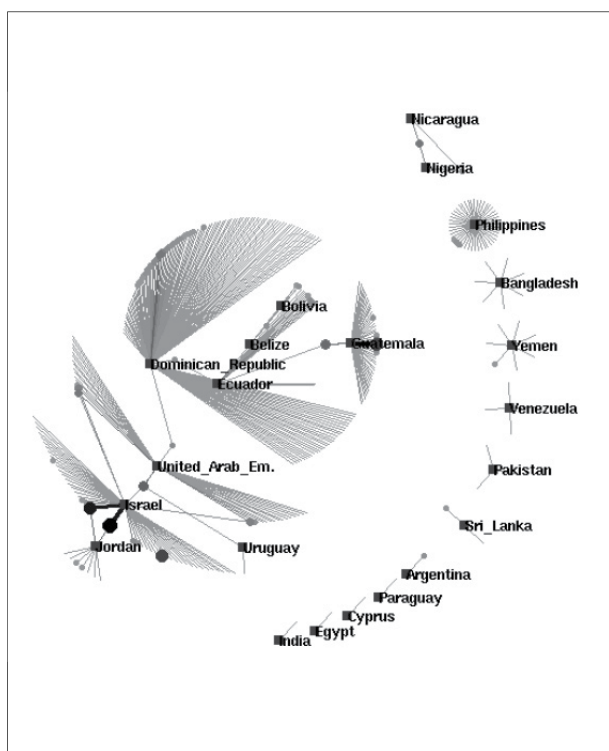 Nicaragua
Nigeria
Philippines
Bangladesh
Bolivia
Belize
Guatemala
Yemen
Dominican_Republic
Ecuador
Venezuela
United_Arab_Em.
Pakistan
Israel
Sri_Lanka
Jordan
Uruguay
Argentina
Paraguay
Cyprus
Egypt
India